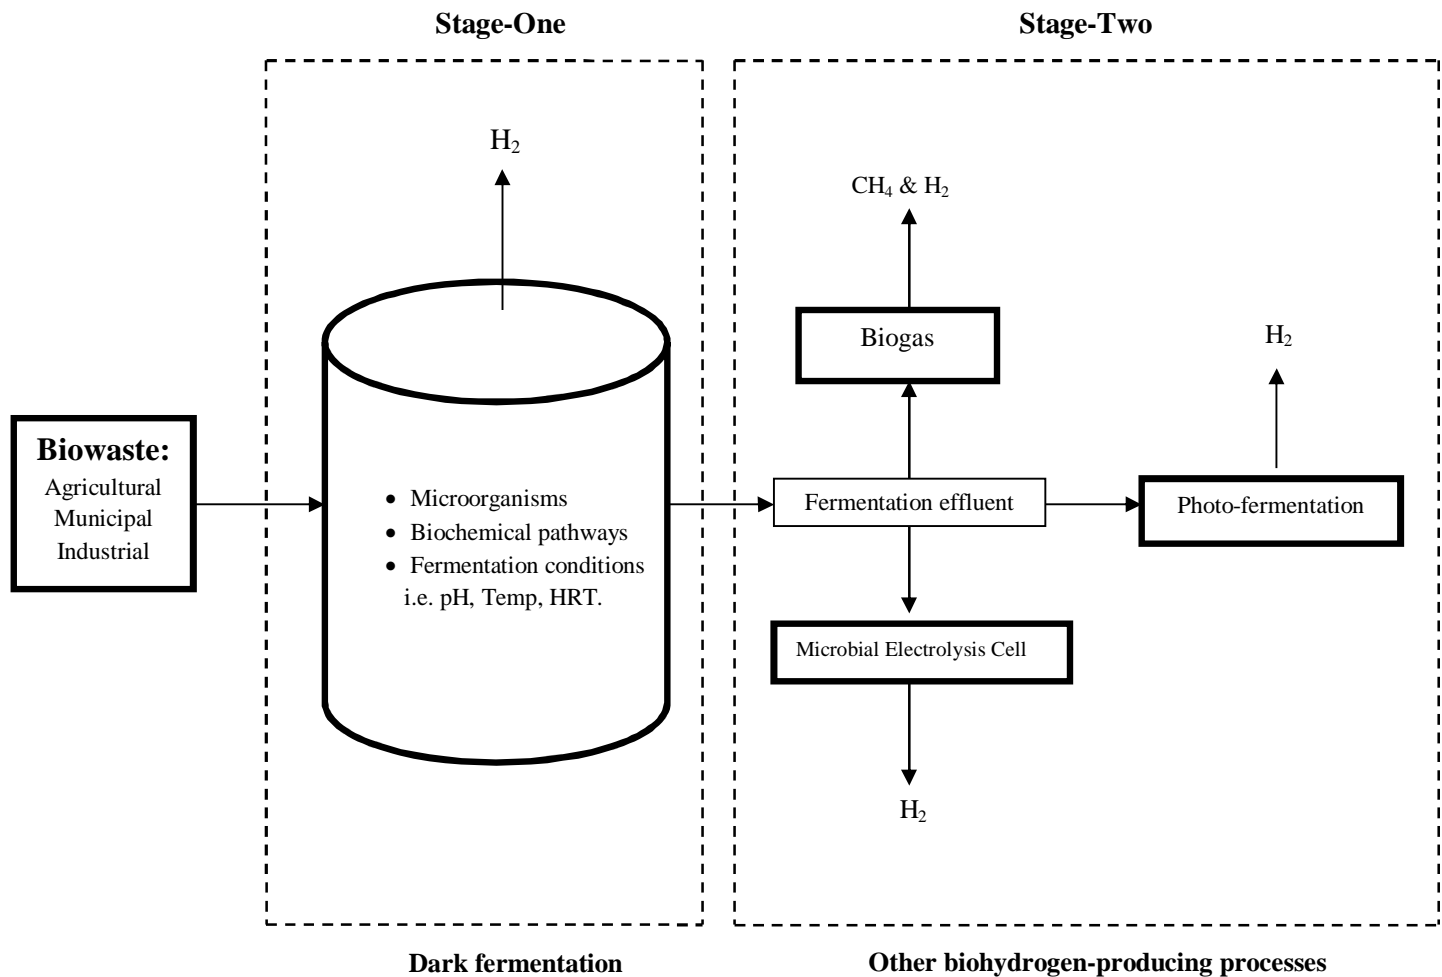 Stage-One
Stage-Two
H₂
CH₄ & H₂
Biogas
H₂
Biowaste:
Agricultural
Municipal
Industrial
• Microorganisms
• Biochemical pathways
• Fermentation conditions
i.e. pH, Temp, HRT.
Fermentation effluent
Photo-fermentation
Microbial Electrolysis Cell
H₂
Dark fermentation
Other biohydrogen-producing processes